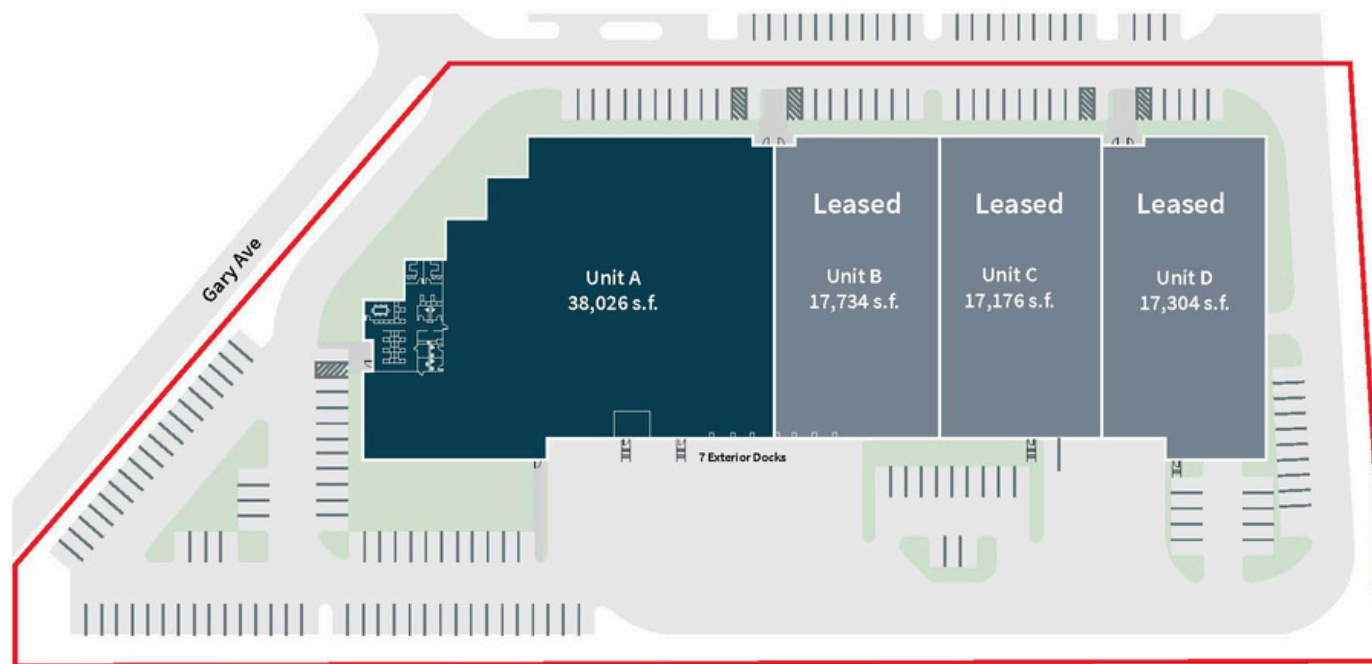 Gary Ave
Leased
Leased
Leased
Unit A
38,026 s.f.
Unit B
17,734 s.f.
Unit C
17,176 s.f.
Unit D
17,304 s.f.
7 Exterior Docks